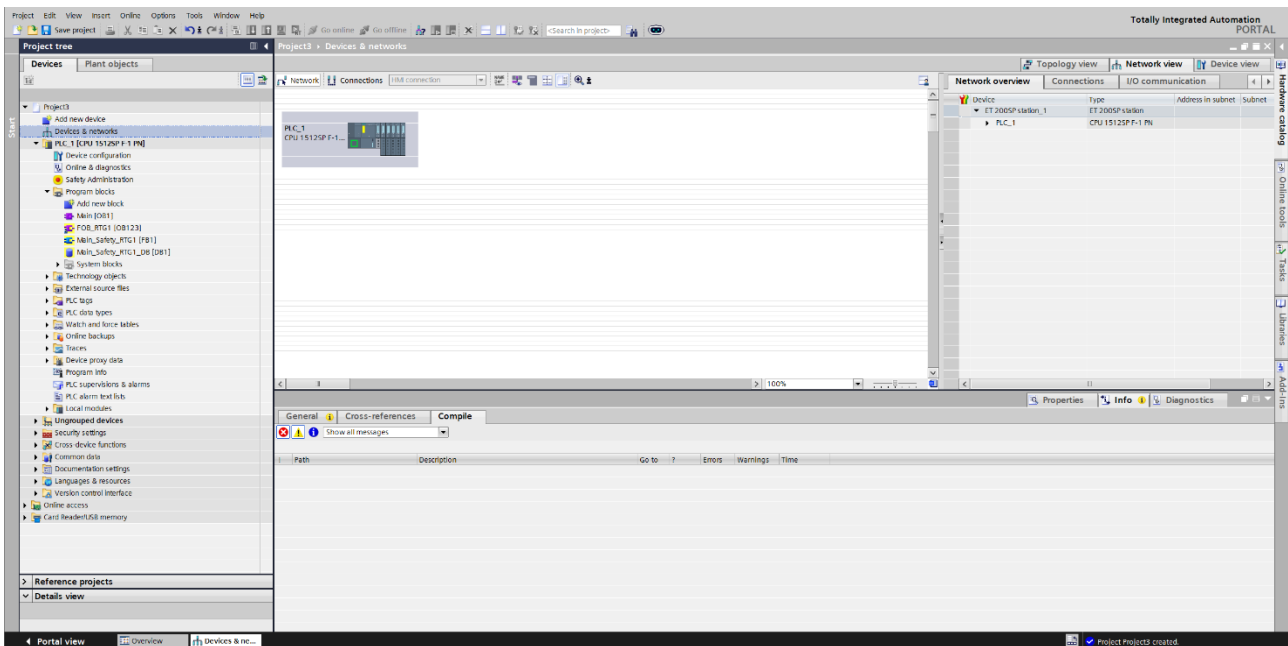 Project Edit View Insert Online Options Tools Window Help
Totally Integrated Automation
PORTAL
Save project Go online Go offline <Search in project>
Project tree
Project3 › Devices & networks
Devices Plant objects
Topology view Network view Device view
Network Connections HMI connection
Network overview Connections I/O communication
Start
Project3
Add new device
Devices & networks
PLC_1 [CPU 1512SP F-1 PN]
Device configuration
Online & diagnostics
Safety Administration
Program blocks
Add new block
Main [OB1]
FOB_RTG1 [OB123]
Main_Safety_RTG1 [FB1]
Main_Safety_RTG1_DB [DB1]
System blocks
Technology objects
External source files
PLC tags
PLC data types
Watch and force tables
Online backups
Traces
Device proxy data
Program info
PLC supervisions & alarms
PLC alarm text lists
Local modules
Ungrouped devices
Security settings
Cross-device functions
Common data
Documentation settings
Languages & resources
Version control interface
Online access
Card Reader/USB memory
Reference projects
Details view
PLC_1
CPU 1512SP F-1...
100%
Device Type Address in subnet Subnet
ET 200SP station_1 ET 200SP station
PLC_1 CPU 1512SP F-1 PN
Hardware catalog
Online tools
Tasks
Libraries
Add-Ins
Properties Info Diagnostics
General Cross-references Compile
Show all messages
! Path Description Go to ? Errors Warnings Time
Portal view Overview Devices & ne...
Project Project3 created.